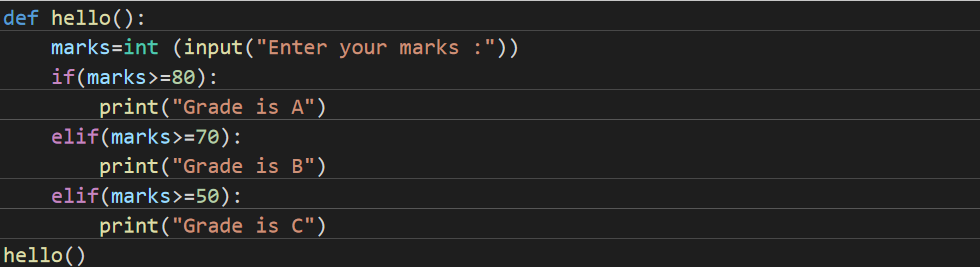 def hello():
    marks=int (input("Enter your marks :"))
    if(marks>=80):
        print("Grade is A")
    elif(marks>=70):
        print("Grade is B")
    elif(marks>=50):
        print("Grade is C")
hello()